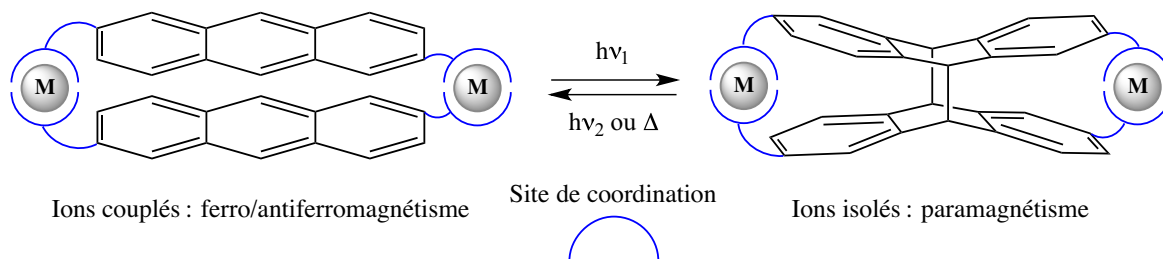 M
M
hν1
hν2 ou Δ
M
M
Ions couplés : ferro/antiferromagnétisme
Site de coordination
Ions isolés : paramagnétisme